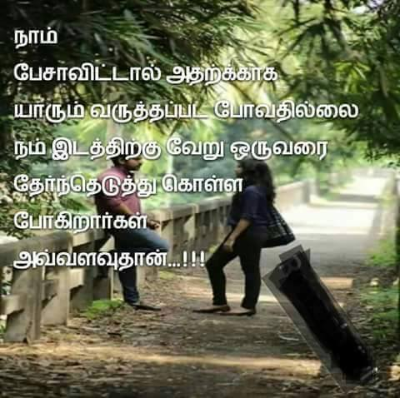 நாம்
பேசாவிட்டால் அதற்க்காக
யாரும் வருத்தப்பட போவதில்லை
நம் இடத்திற்கு வேறு ஒருவரை
தேர்ந்தெடுத்து கொள்ள
போகிறார்கள்
அவ்வளவுதான்...!!!